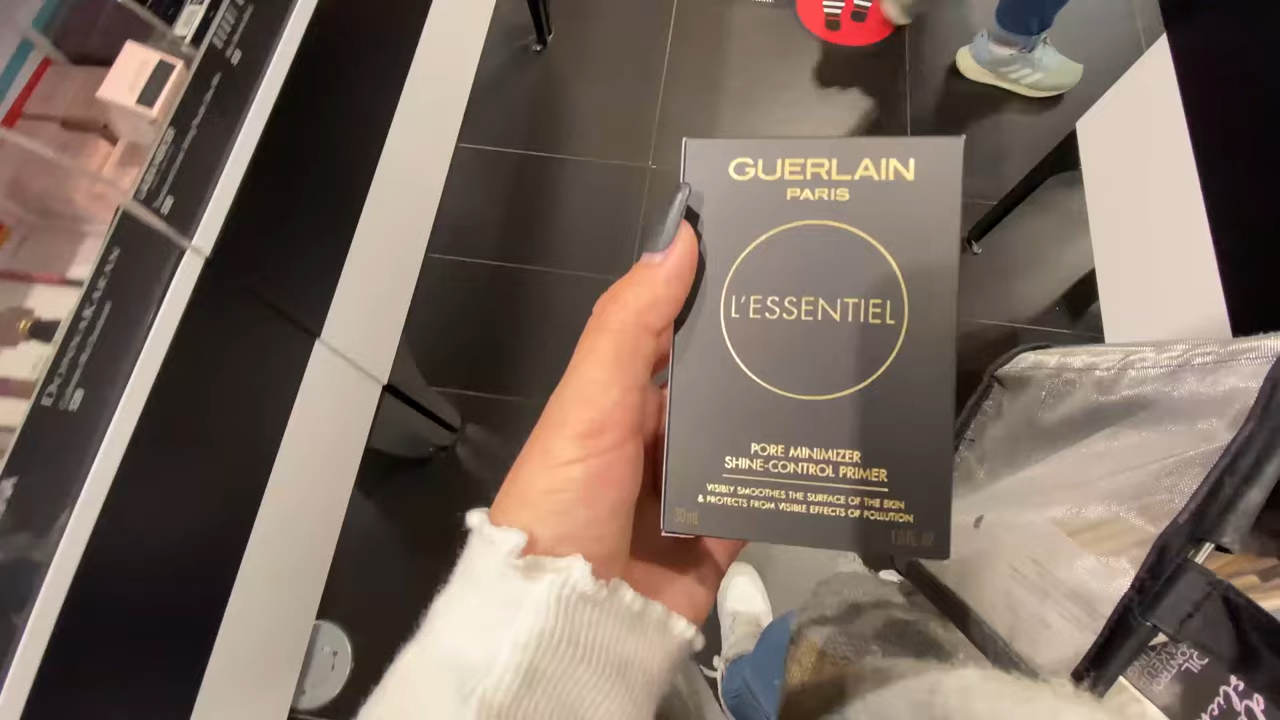 GUERLAIN
PARIS
L'ESSENTIEL
PORE MINIMIZER
SHINE-CONTROL PRIMER
VISIBLY SMOOTHES THE SURFACE OF THE SKIN
& PROTECTS FROM VISIBLE EFFECTS OF POLLUTION
30 mL
DONNAKARAN